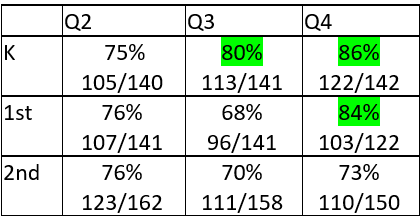 Q2 Q3 Q4
K 75% 80% 86%
105/140 113/141 122/142
1st 76% 68% 84%
107/141 96/141 103/122
2nd 76% 70% 73%
123/162 111/158 110/150